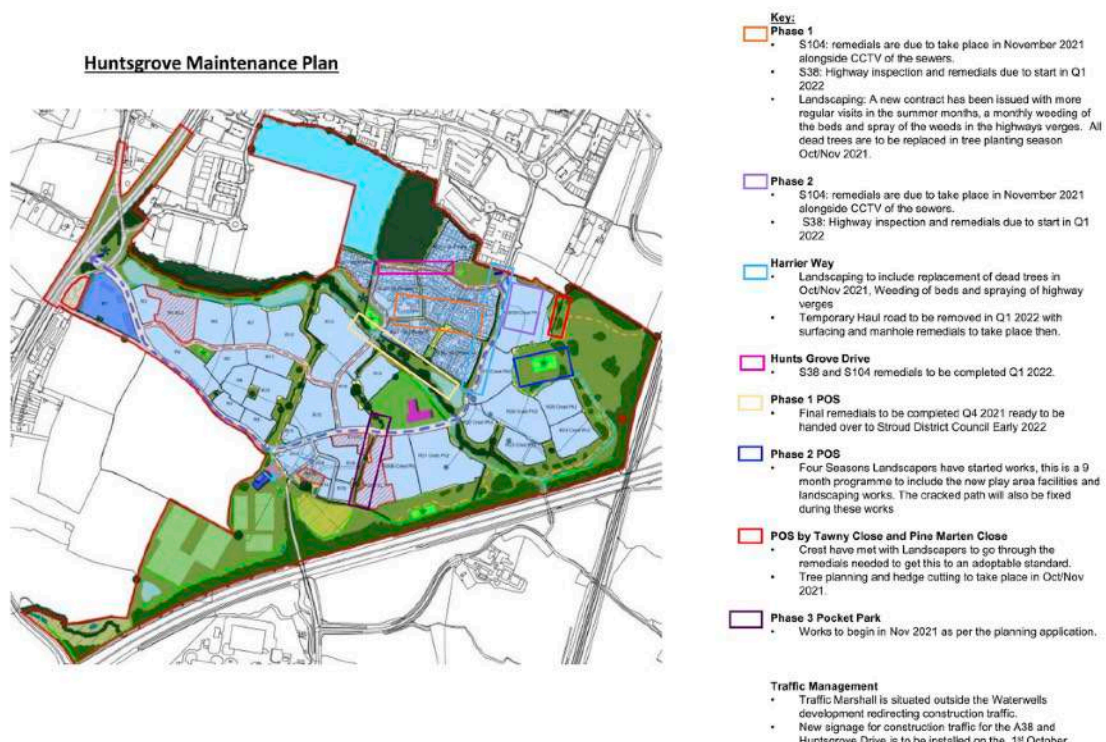 Huntsgrove Maintenance Plan
Key:
Phase 1
• S104: remedials are due to take place in November 2021
alongside CCTV of the sewers.
• S38: Highway inspection and remedials due to start in Q1
2022
• Landscaping: A new contract has been issued with more
regular visits in the summer months, a monthly weeding of
the beds and spray of the weeds in the highways verges. All
dead trees are to be replaced in tree planting season
Oct/Nov 2021.
Phase 2
• S104: remedials are due to take place in November 2021
alongside CCTV of the sewers.
• S38: Highway inspection and remedials due to start in Q1
2022
Harrier Way
• Landscaping to include replacement of dead trees in
Oct/Nov 2021, Weeding of beds and spraying of highway
verges
• Temporary Haul road to be removed in Q1 2022 with
surfacing and manhole remedials to take place then.
Hunts Grove Drive
• S38 and S104 remedials to be completed Q1 2022.
Phase 1 POS
• Final remedials to be completed Q4 2021 ready to be
handed over to Stroud District Council Early 2022
Phase 2 POS
• Four Seasons Landscapers have started works, this is a 9
month programme to include the new play area facilities and
landscaping works. The cracked path will also be fixed
during these works
POS by Tawny Close and Pine Marten Close
• Crest have met with Landscapers to go through the
remedials needed to get this to an adoptable standard.
• Tree planning and hedge cutting to take place in Oct/Nov
2021.
Phase 3 Pocket Park
• Works to begin in Nov 2021 as per the planning application.
Traffic Management
• Traffic Marshall is situated outside the Waterwells
development redirecting construction traffic.
• New signage for construction traffic for the A38 and
Huntsgrove Drive is to be installed on the 1st October